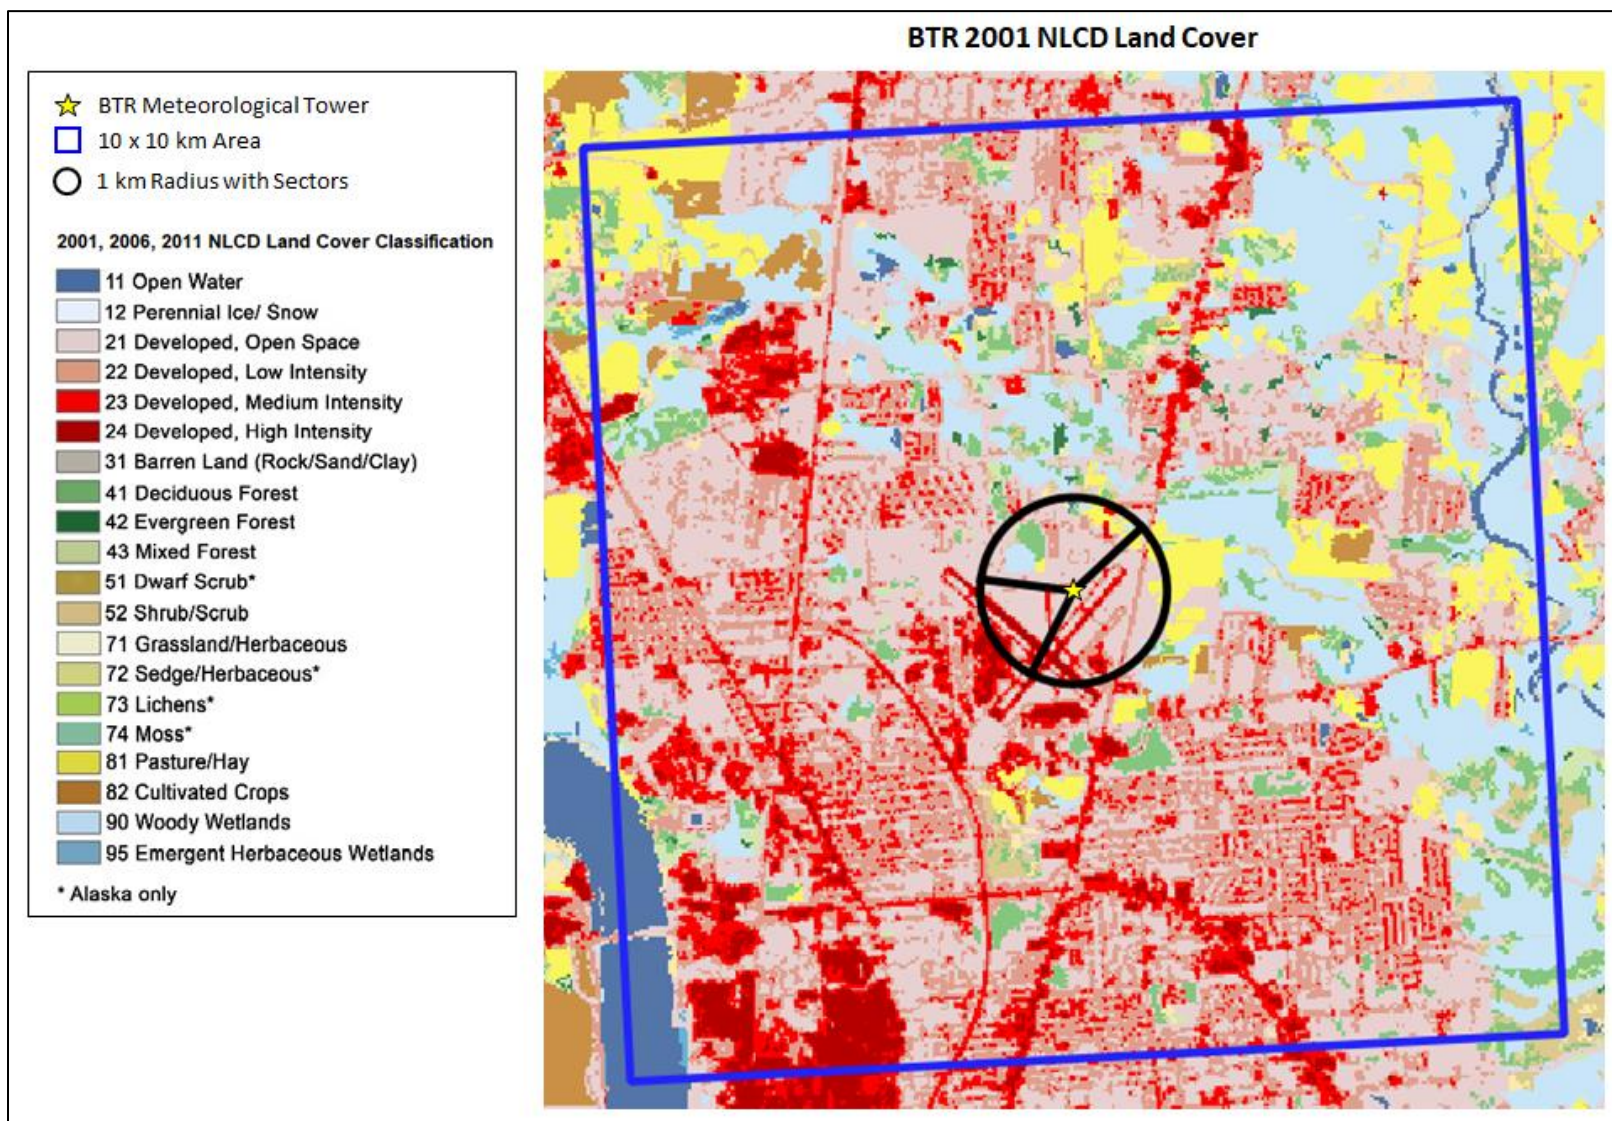 BTR 2001 NLCD Land Cover
BTR Meteorological Tower
10 x 10 km Area
1 km Radius with Sectors
2001, 2006, 2011 NLCD Land Cover Classification
11 Open Water
12 Perennial Ice/ Snow
21 Developed, Open Space
22 Developed, Low Intensity
23 Developed, Medium Intensity
24 Developed, High Intensity
31 Barren Land (Rock/Sand/Clay)
41 Deciduous Forest
42 Evergreen Forest
43 Mixed Forest
51 Dwarf Scrub*
52 Shrub/Scrub
71 Grassland/Herbaceous
72 Sedge/Herbaceous*
73 Lichens*
74 Moss*
81 Pasture/Hay
82 Cultivated Crops
90 Woody Wetlands
95 Emergent Herbaceous Wetlands
* Alaska only